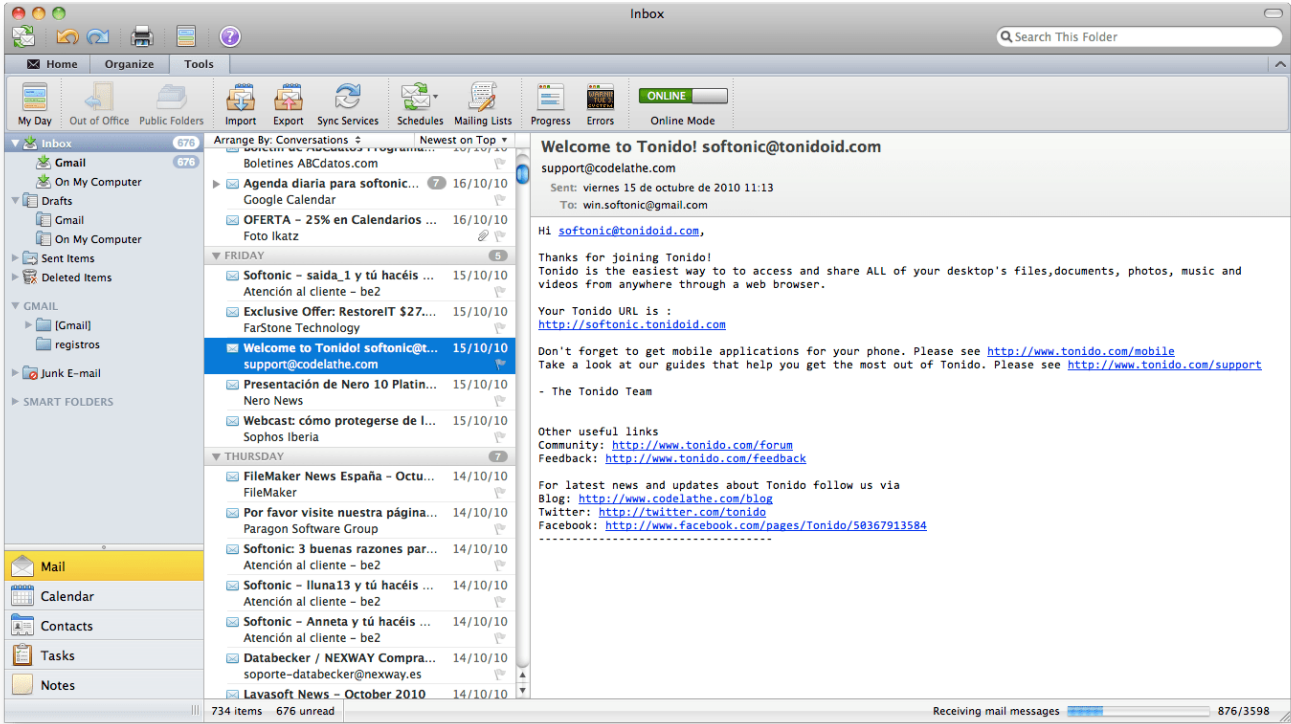 Inbox
Search This Folder
Home Organize Tools
My Day Out of Office Public Folders Import Export Sync Services Schedules Mailing Lists Progress Errors ONLINE Online Mode
Inbox 676
Gmail 676
On My Computer
Drafts
Gmail
On My Computer
Sent Items
Deleted Items
GMAIL
[Gmail]
registros
Junk E-mail
SMART FOLDERS
Mail
Calendar
Contacts
Tasks
Notes
Arrange By: Conversations Newest on Top
Boletines ABCdatos.com
Agenda diaria para softonic... 7 16/10/10
Google Calendar
OFERTA - 25% en Calendarios ... 16/10/10
Foto Ikatz
FRIDAY 5
Softonic - saida_1 y tú hacéis ... 15/10/10
Atención al cliente - be2
Exclusive Offer: RestoreIT $27.... 15/10/10
FarStone Technology
Welcome to Tonido! softonic@t... 15/10/10
support@codelathe.com
Presentación de Nero 10 Platin... 15/10/10
Nero News
Webcast: cómo protegerse de l... 15/10/10
Sophos Iberia
THURSDAY 7
FileMaker News España - Octu... 14/10/10
FileMaker
Por favor visite nuestra página... 14/10/10
Paragon Software Group
Softonic: 3 buenas razones par... 14/10/10
Atención al cliente - be2
Softonic - lluna13 y tú hacéis ... 14/10/10
Atención al cliente - be2
Softonic - Anneta y tú hacéis ... 14/10/10
Atención al cliente - be2
Databecker / NEXWAY Compra... 14/10/10
soporte-databecker@nexway.es
Lavasoft News - October 2010 14/10/10
Welcome to Tonido! softonic@tonidoid.com
support@codelathe.com
Sent: viernes 15 de octubre de 2010 11:13
To: win.softonic@gmail.com
Hi softonic@tonidoid.com,
Thanks for joining Tonido!
Tonido is the easiest way to to access and share ALL of your desktop's files,documents, photos, music and
videos from anywhere through a web browser.
Your Tonido URL is :
http://softonic.tonidoid.com
Don't forget to get mobile applications for your phone. Please see http://www.tonido.com/mobile
Take a look at our guides that help you get the most out of Tonido. Please see http://www.tonido.com/support
- The Tonido Team
Other useful links
Community: http://www.tonido.com/forum
Feedback: http://www.tonido.com/feedback
For latest news and updates about Tonido follow us via
Blog: http://www.codelathe.com/blog
Twitter: http://twitter.com/tonido
Facebook: http://www.facebook.com/pages/Tonido/50367913584
-----------------------------------
734 items 676 unread
Receiving mail messages 876/3598